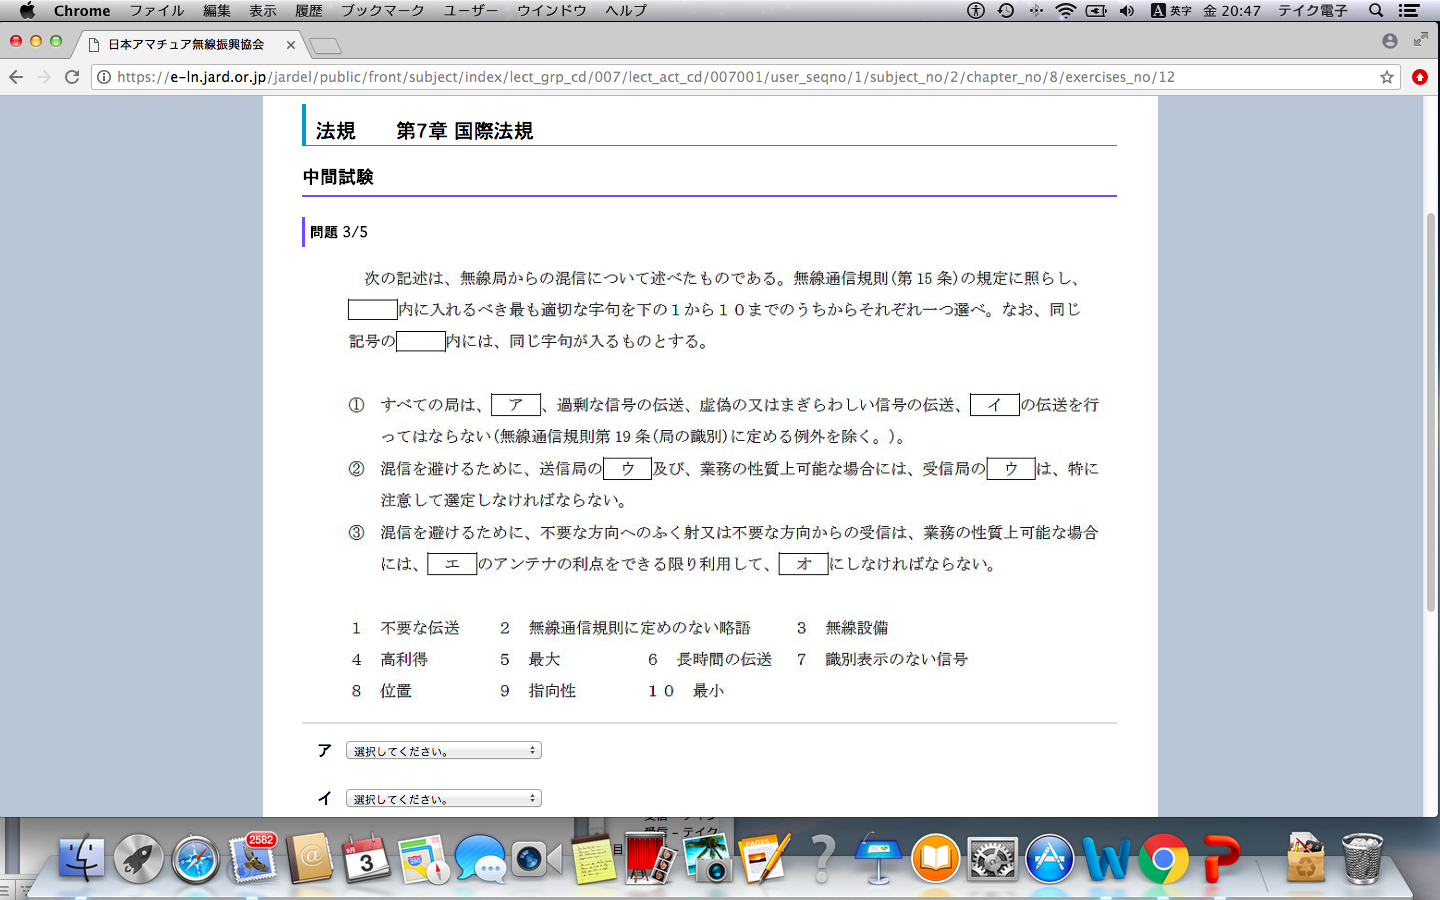 Chrome ファイル 編集 表示 履歴 ブックマーク ユーザー ウインドウ ヘルプ A 英字 金 20:47 テイク電子
日本アマチュア無線振興協会
https://e-ln.jard.or.jp/jardel/public/front/subject/index/lect_grp_cd/007/lect_act_cd/007001/user_seqno/1/subject_no/2/chapter_no/8/exercises_no/12
法規 第7章 国際法規
中間試験
問題 3/5
次の記述は、無線局からの混信について述べたものである。無線通信規則(第 15 条)の規定に照らし、
内に入れるべき最も適切な字句を下の1から10までのうちからそれぞれ一つ選べ。なお、同じ
記号の 内には、同じ字句が入るものとする。
① すべての局は、 ア 、過剰な信号の伝送、虚偽の又はまぎらわしい信号の伝送、 イ の伝送を行
ってはならない(無線通信規則第 19 条(局の識別)に定める例外を除く。)。
② 混信を避けるために、送信局の ウ 及び、業務の性質上可能な場合には、受信局の ウ は、特に
注意して選定しなければならない。
③ 混信を避けるために、不要な方向へのふく射又は不要な方向からの受信は、業務の性質上可能な場合
には、 エ のアンテナの利点をできる限り利用して、 オ にしなければならない。
1 不要な伝送 2 無線通信規則に定めのない略語 3 無線設備
4 高利得 5 最大 6 長時間の伝送 7 識別表示のない信号
8 位置 9 指向性 10 最小
ア 選択してください。
イ 選択してください。
受信 – テイク
2582
3
PAGES